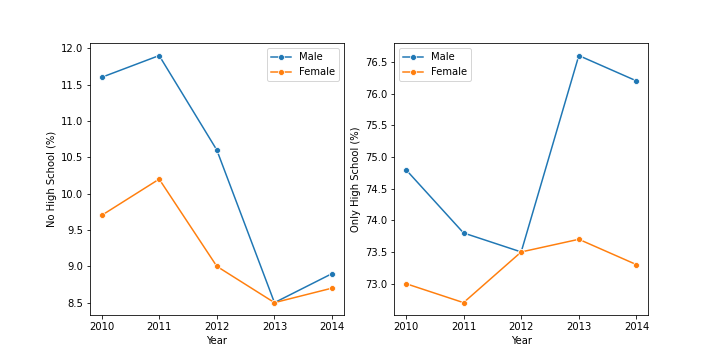 12.0
11.5
11.0
10.5
10.0
9.5
9.0
8.5
No High School (%)
2010 2011 2012 2013 2014
Year
Male
Female
76.5
76.0
75.5
75.0
74.5
74.0
73.5
73.0
Only High School (%)
2010 2011 2012 2013 2014
Year
Male
Female